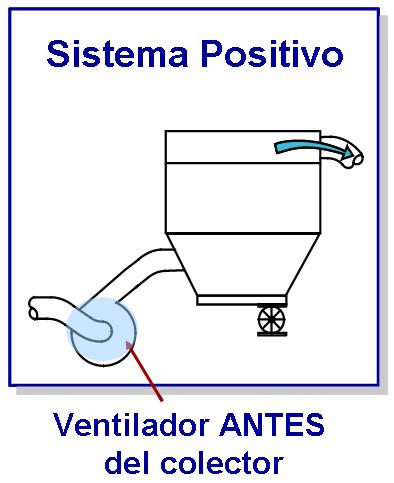 Sistema Positivo
Ventilador ANTES
del colector